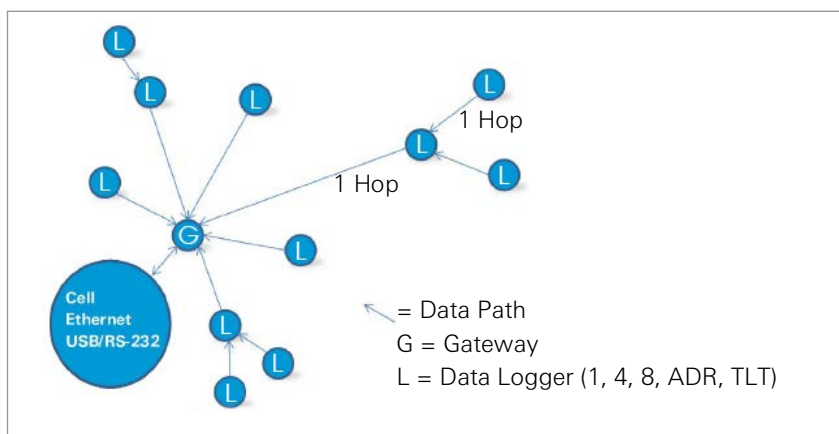 L
L
L
L
1 Hop
L
L
L
1 Hop
G
L
Cell
Ethernet
USB/RS-232
L
L
L
= Data Path
G = Gateway
L = Data Logger (1, 4, 8, ADR, TLT)